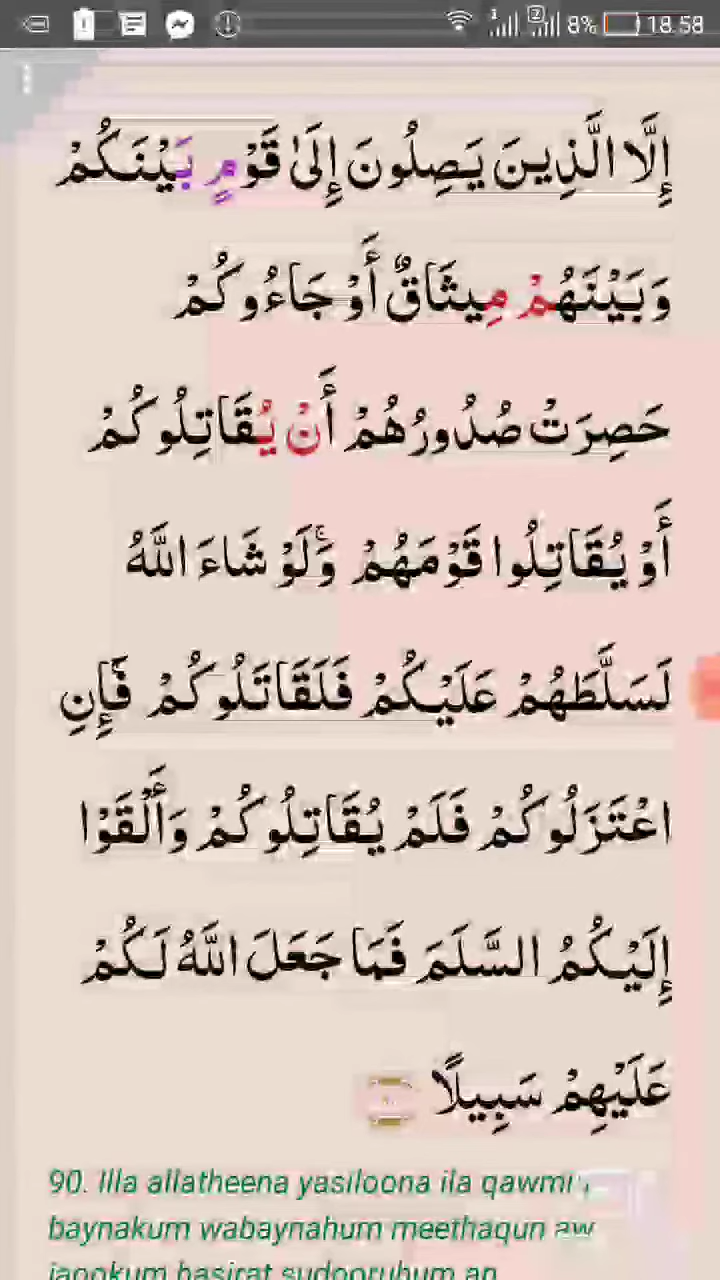 8% 18.58
إِلَّا الَّذِينَ يَصِلُونَ إِلَىٰ قَوْمٍ بَيْنَكُمْ
وَبَيْنَهُمْ مِيثَاقٌ أَوْ جَاءُوكُمْ
حَصِرَتْ صُدُورُهُمْ أَنْ يُقَاتِلُوكُمْ
أَوْ يُقَاتِلُوا قَوْمَهُمْ ۚ وَلَوْ شَاءَ اللَّهُ
لَسَلَّطَهُمْ عَلَيْكُمْ فَلَقَاتَلُوكُمْ ۚ فَإِنِ
اعْتَزَلُوكُمْ فَلَمْ يُقَاتِلُوكُمْ وَأَلْقَوْا
إِلَيْكُمُ السَّلَمَ فَمَا جَعَلَ اللَّهُ لَكُمْ
عَلَيْهِمْ سَبِيلًا
90. Illa allatheena yasiloona ila qawmi
baynakum wabaynahum meethaqun aw
jaookum hasirat sudooruhum an